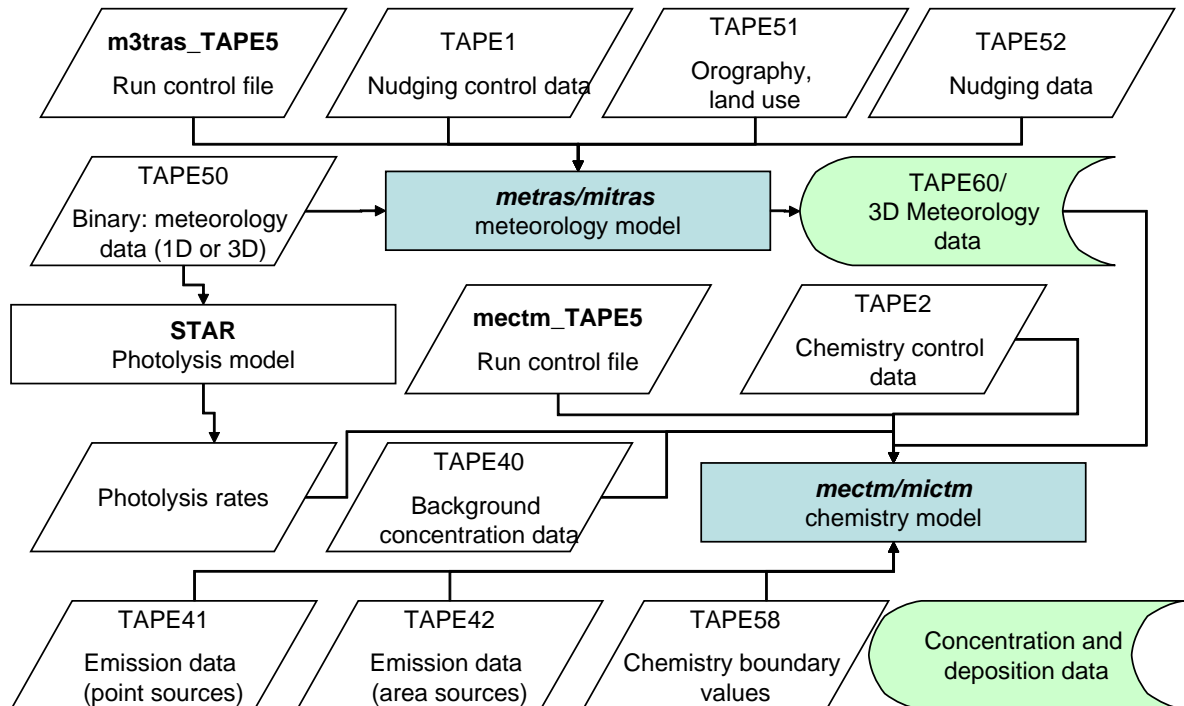 m3tras_TAPE5
Run control file
TAPE1
Nudging control data
TAPE51
Orography,
land use
TAPE52
Nudging data
TAPE50
Binary: meteorology
data (1D or 3D)
metras/mitras
meteorology model
TAPE60/
3D Meteorology
data
STAR
Photolysis model
mectm_TAPE5
Run control file
TAPE2
Chemistry control
data
Photolysis rates
TAPE40
Background
concentration data
mectm/mictm
chemistry model
TAPE41
Emission data
(point sources)
TAPE42
Emission data
(area sources)
TAPE58
Chemistry boundary
values
Concentration and
deposition data